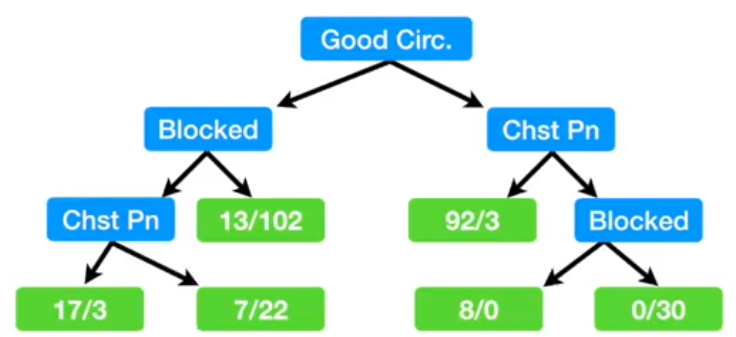 Good Circ.
Blocked
Chst Pn
Chst Pn
13/102
92/3
Blocked
17/3
7/22
8/0
0/30